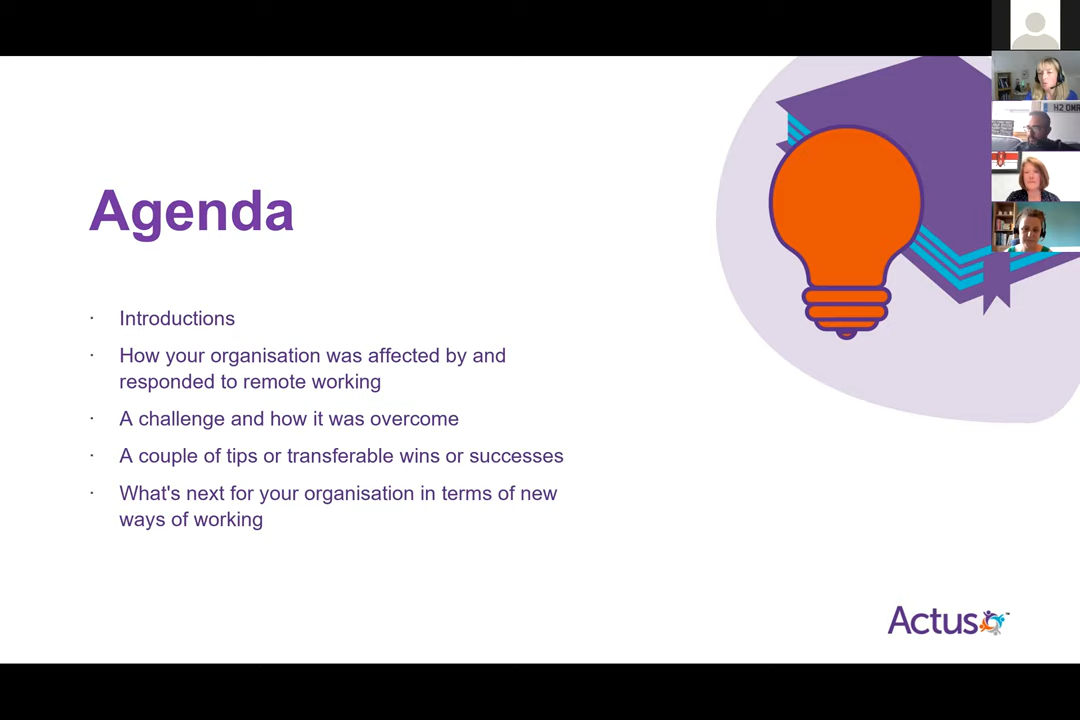 H2 OMR
Agenda
· Introductions
· How your organisation was affected by and
responded to remote working
· A challenge and how it was overcome
· A couple of tips or transferable wins or successes
· What's next for your organisation in terms of new
ways of working
Actus